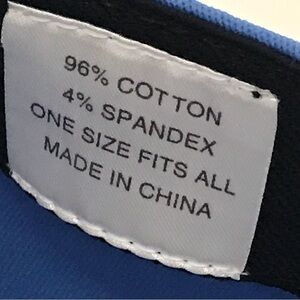 96% COTTON
4% SPANDEX
ONE SIZE FITS ALL
MADE IN CHINA